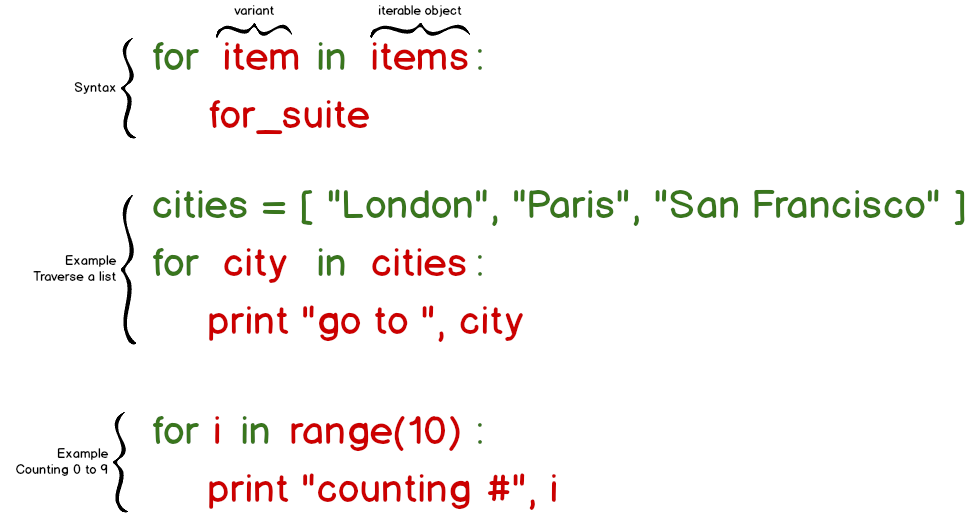 variant
iterable object
Syntax
for item in items:
for_suite
Example
Traverse a list
cities = [ "London", "Paris", "San Francisco" ]
for city in cities:
print "go to ", city
Example
Counting 0 to 9
for i in range(10) :
print "counting #", i